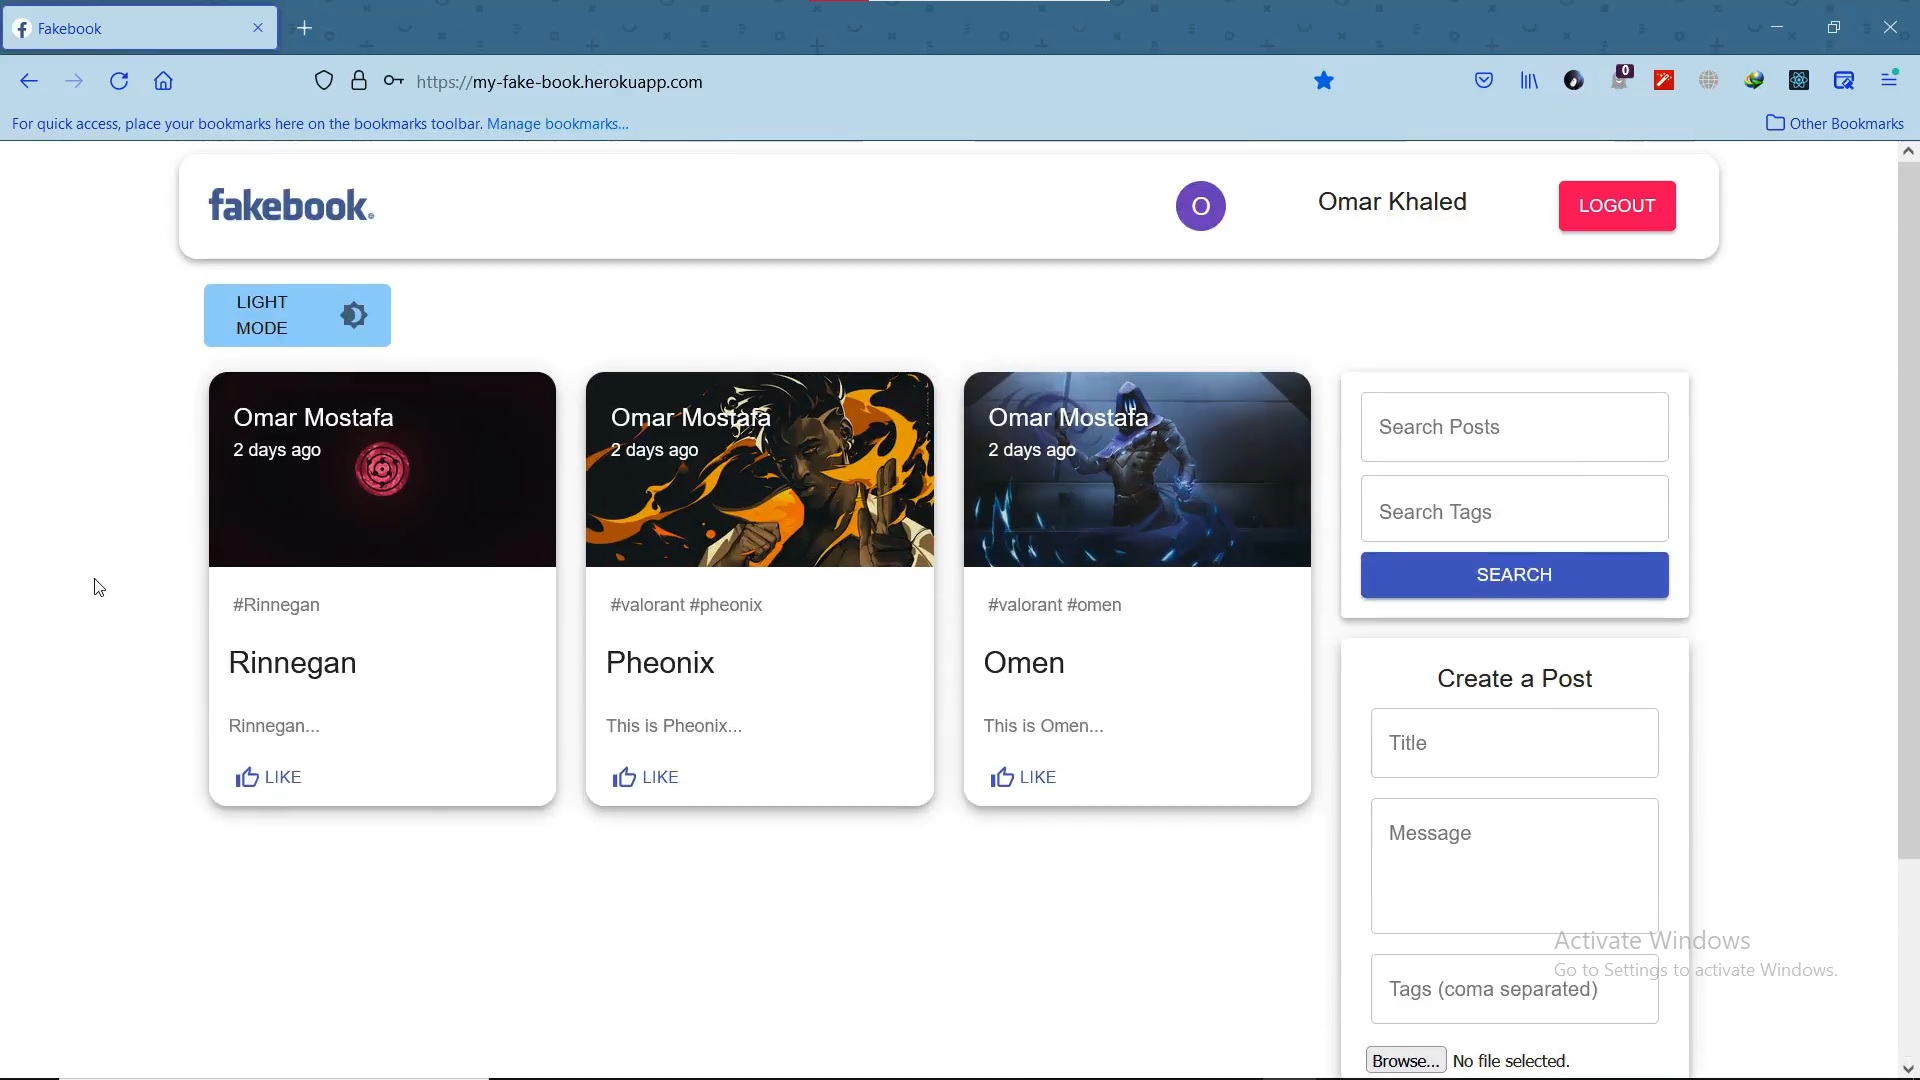 Fakebook
https://my-fake-book.herokuapp.com
0
For quick access, place your bookmarks here on the bookmarks toolbar. Manage bookmarks...
Other Bookmarks
fakebook.
O
Omar Khaled
LOGOUT
LIGHT
MODE
Omar Mostafa
2 days ago
#Rinnegan
Rinnegan
Rinnegan...
LIKE
Omar Mostafa
2 days ago
#valorant #pheonix
Pheonix
This is Pheonix...
LIKE
Omar Mostafa
2 days ago
#valorant #omen
Omen
This is Omen...
LIKE
Search Posts
Search Tags
SEARCH
Create a Post
Title
Message
Tags (coma separated)
Browse... No file selected.
Activate Windows
Go to Settings to activate Windows.